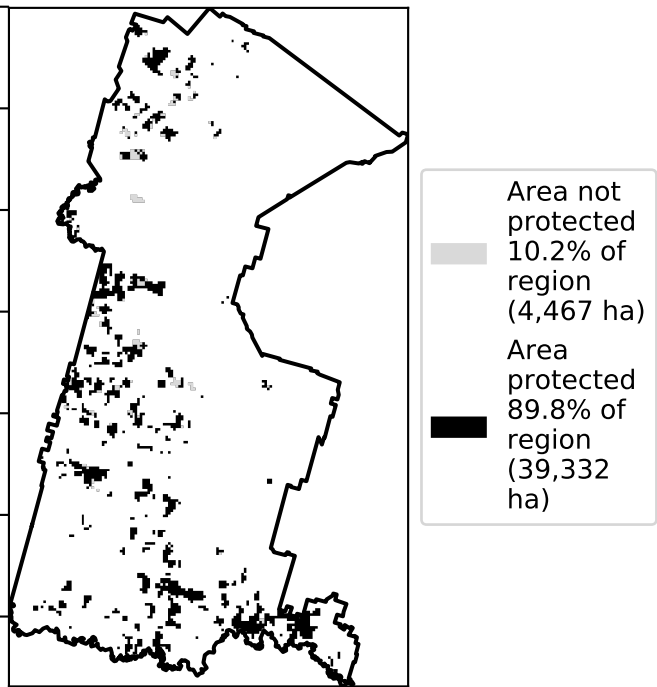 Area not
protected
10.2% of
region
(4,467 ha)
Area
protected
89.8% of
region
(39,332
ha)